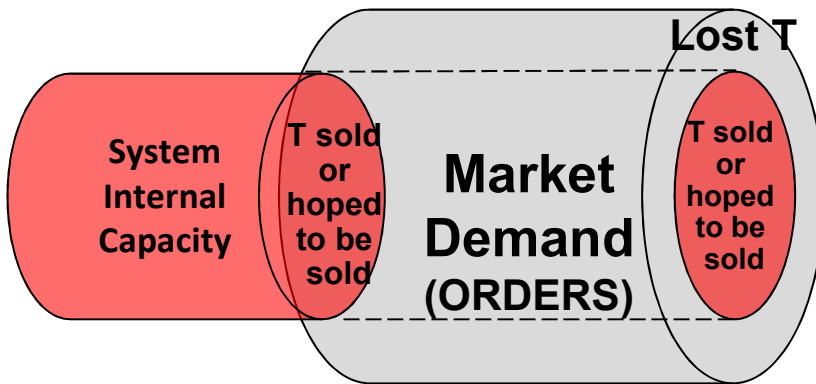 System
Internal
Capacity
T sold
or
hoped
to be
sold
Market
Demand
(ORDERS)
Lost T
T sold
or
hoped
to be
sold